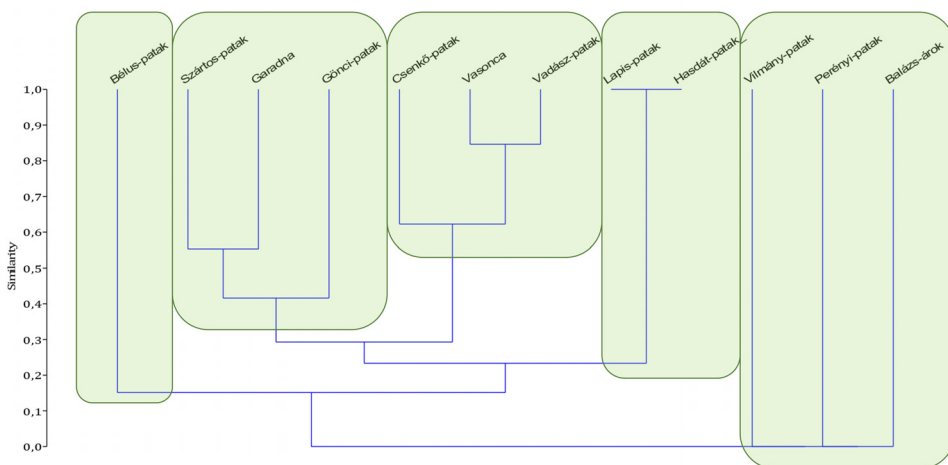 Bélus-patak
Szártos-patak
Garadna
Gönci-patak
Csenkő-patak
Vasonca
Vadász-patak
Lapis-patak
Hasdát-patak
Vilmány-patak
Perényi-patak
Balázs-árok
1,0
0,9
0,8
0,7
0,6
0,5
0,4
0,3
0,2
0,1
0,0
Similarity